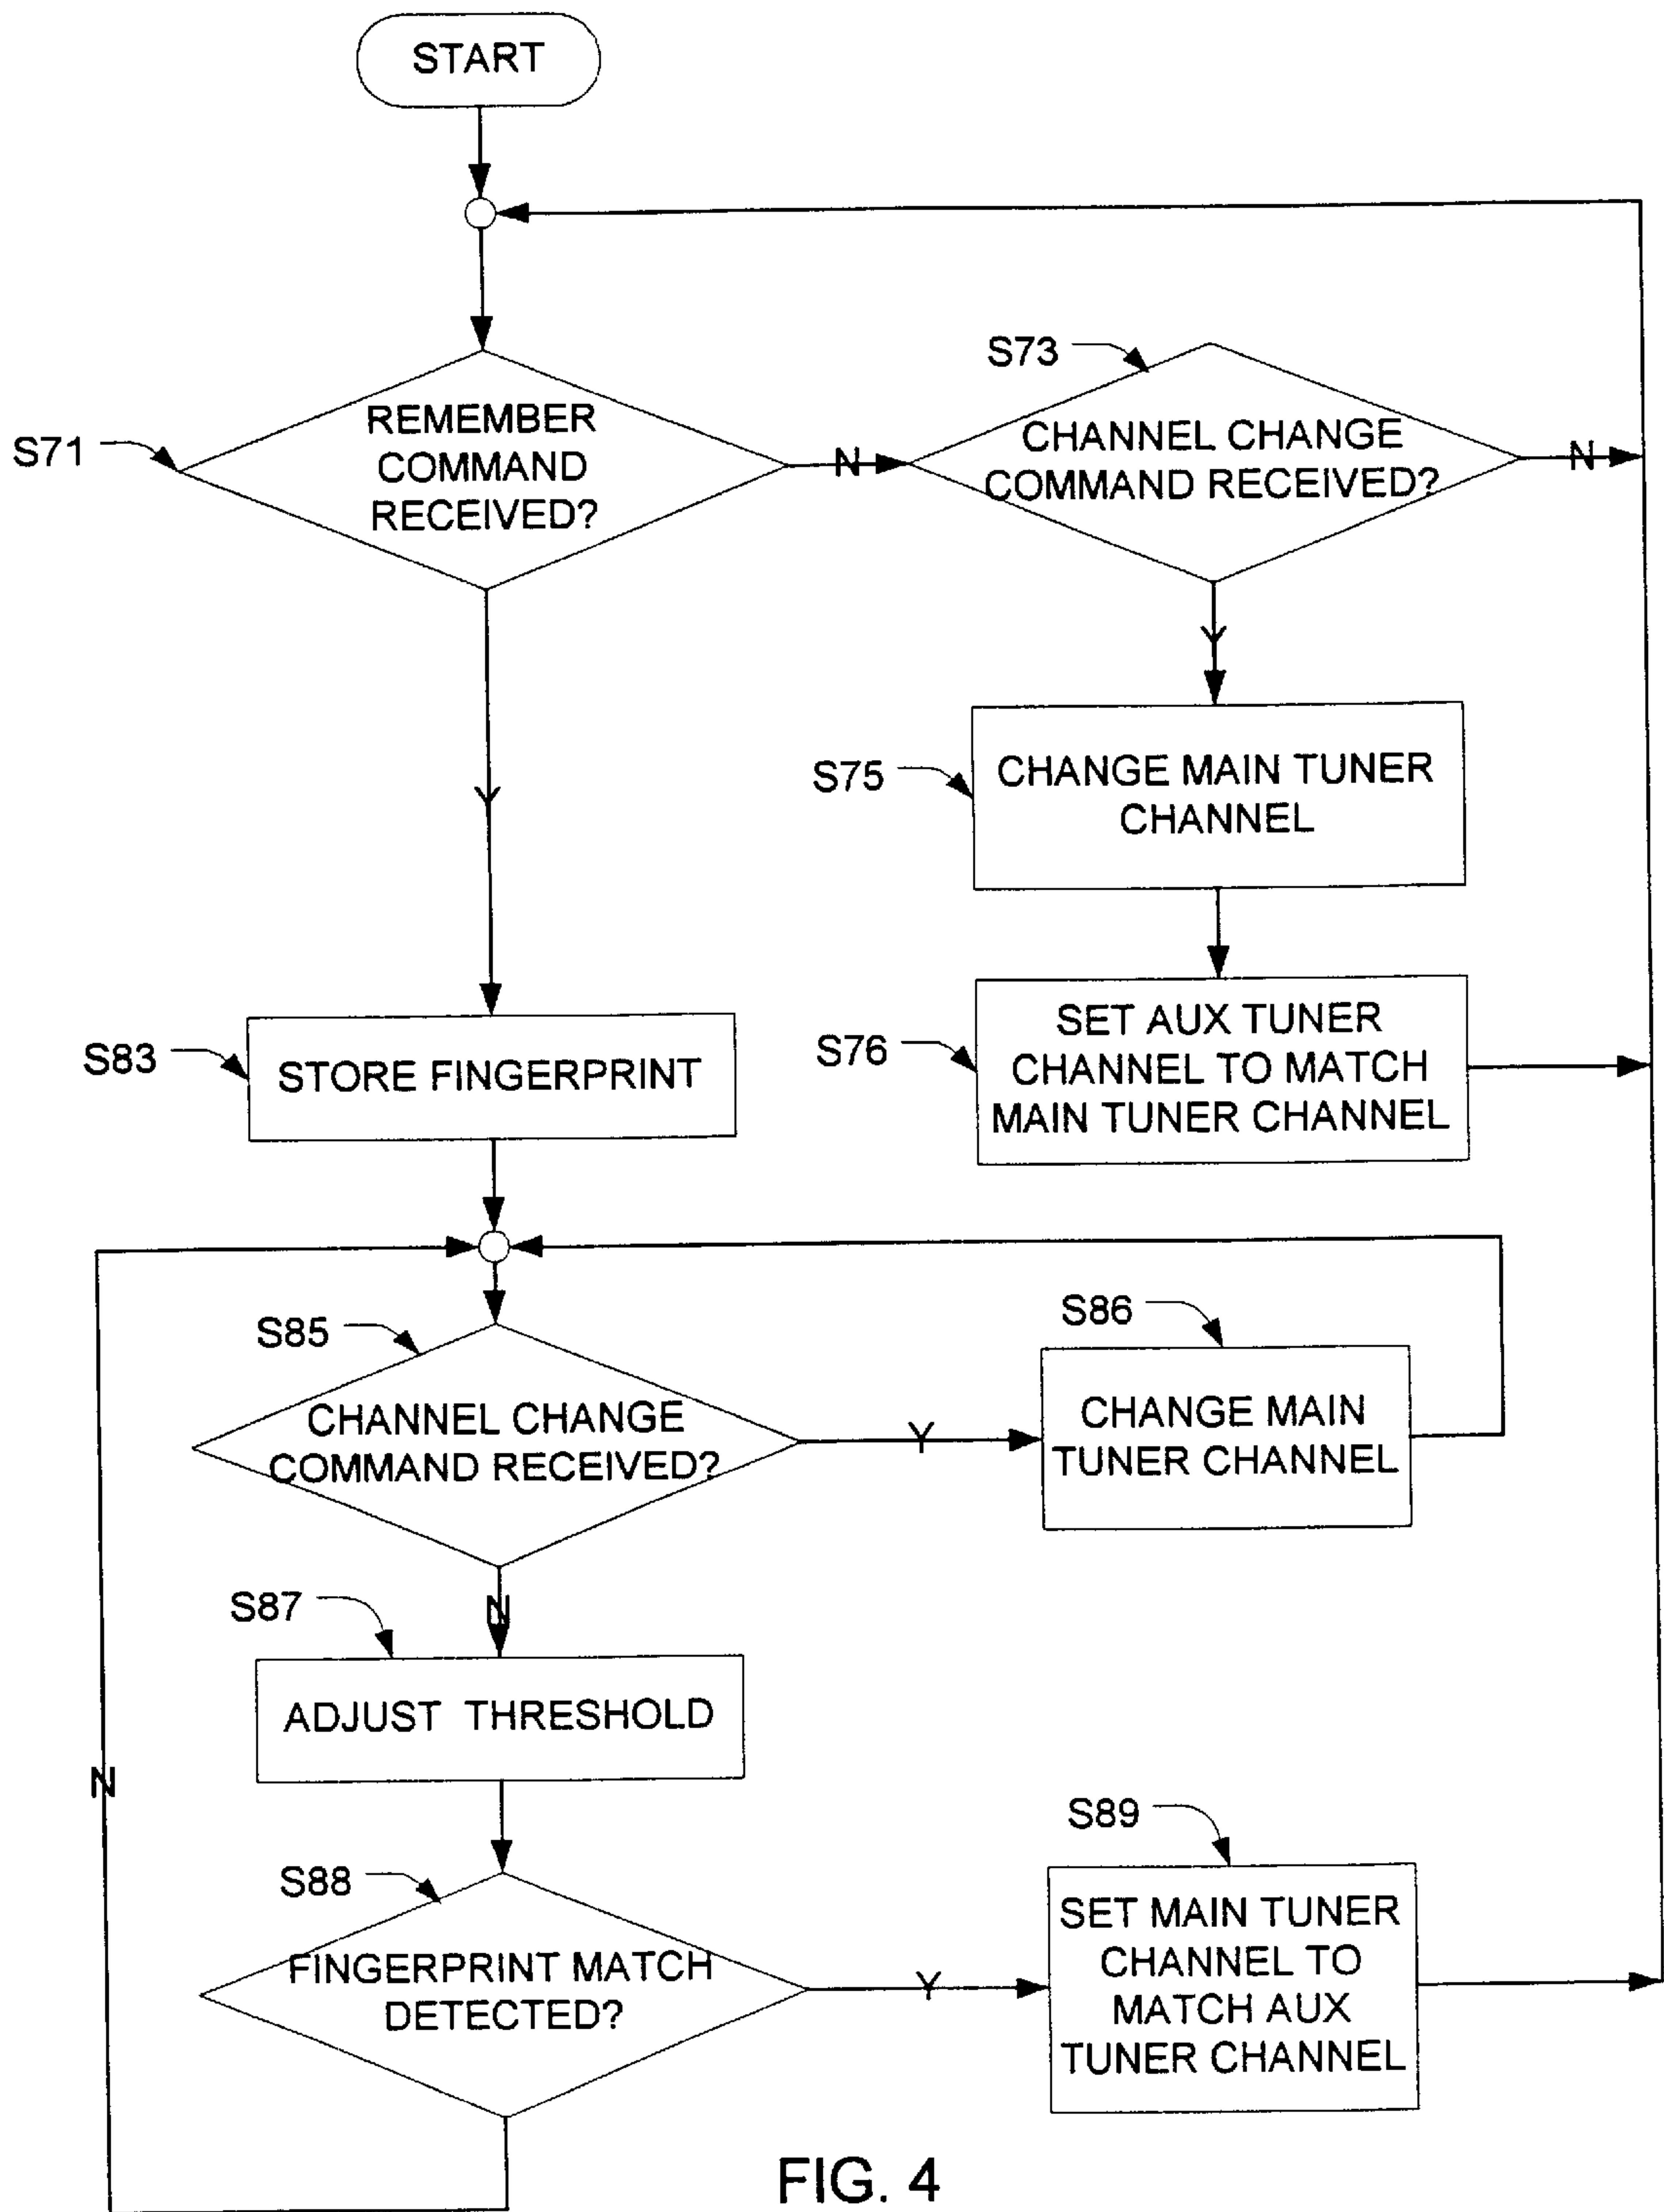 START
S71
REMEMBER
COMMAND
RECEIVED?
N
S73
CHANNEL CHANGE
COMMAND RECEIVED?
N
Y
Y
S75
CHANGE MAIN TUNER
CHANNEL
S76
SET AUX TUNER
CHANNEL TO MATCH
MAIN TUNER CHANNEL
S83
STORE FINGERPRINT
S85
CHANNEL CHANGE
COMMAND RECEIVED?
Y
S86
CHANGE MAIN
TUNER CHANNEL
N
S87
ADJUST THRESHOLD
N
S88
FINGERPRINT MATCH
DETECTED?
Y
S89
SET MAIN TUNER
CHANNEL TO
MATCH AUX
TUNER CHANNEL
FIG. 4